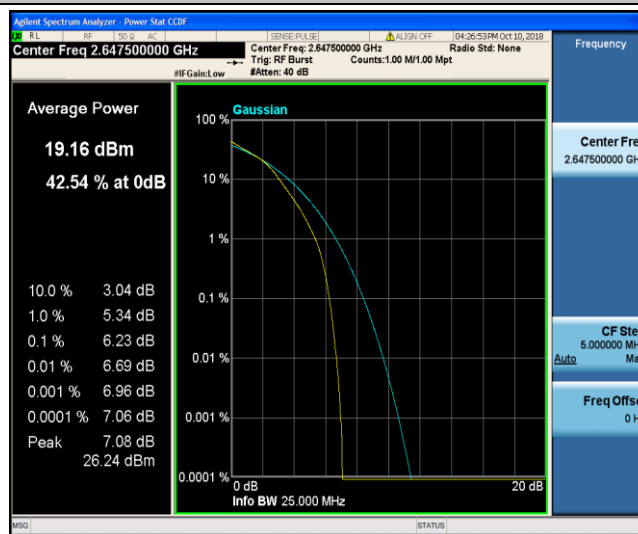 Agilent Spectrum Analyzer - Power Stat CCDF
RL RF 50 Ω AC SENSE:PULSE ALIGN OFF 04:26:53PM Oct 10, 2018
Center Freq 2.647500000 GHz
Center Freq: 2.647500000 GHz Radio Std: None
Trig: RF Burst Counts:1.00 M/1.00 Mpt
#IFGain:Low #Atten: 40 dB
Frequency
Average Power
19.16 dBm
42.54 % at 0dB
10.0 % 3.04 dB
1.0 % 5.34 dB
0.1 % 6.23 dB
0.01 % 6.69 dB
0.001 % 6.96 dB
0.0001 % 7.06 dB
Peak 7.08 dB
26.24 dBm
Gaussian
100 %
10 %
1 %
0.1 %
0.01 %
0.001 %
0.0001 %
0 dB 20 dB
Info BW 25.000 MHz
Center Fre
2.647500000 GH
CF Ste
5.000000 MH
Auto Ma
Freq Offse
0 H
MSG STATUS